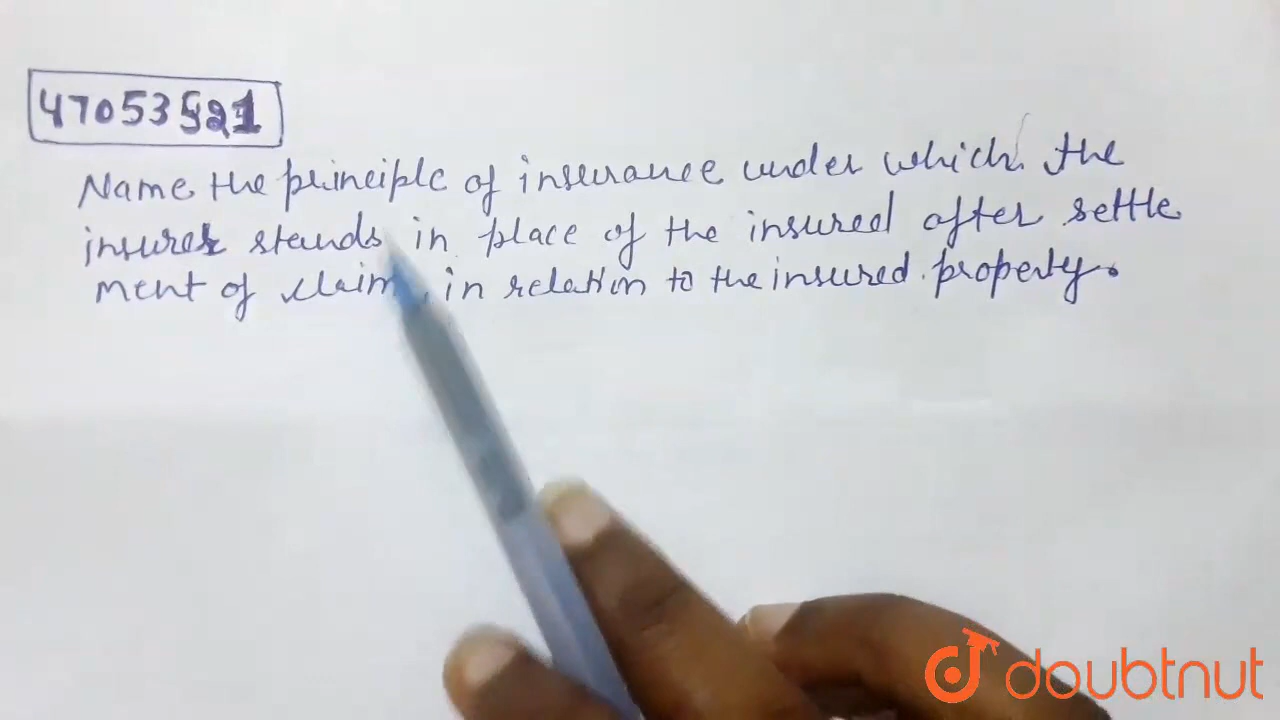 47053521
Name the principle of insurance under which the
insurer stands in place of the insured after settle
ment of claim, in relation to the insured property.
doubtnut